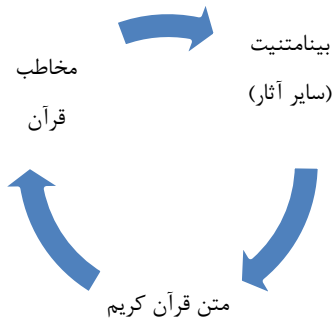 بینامتنیت
(سایر آثار)
مخاطب
قرآن
متن قرآن کریم